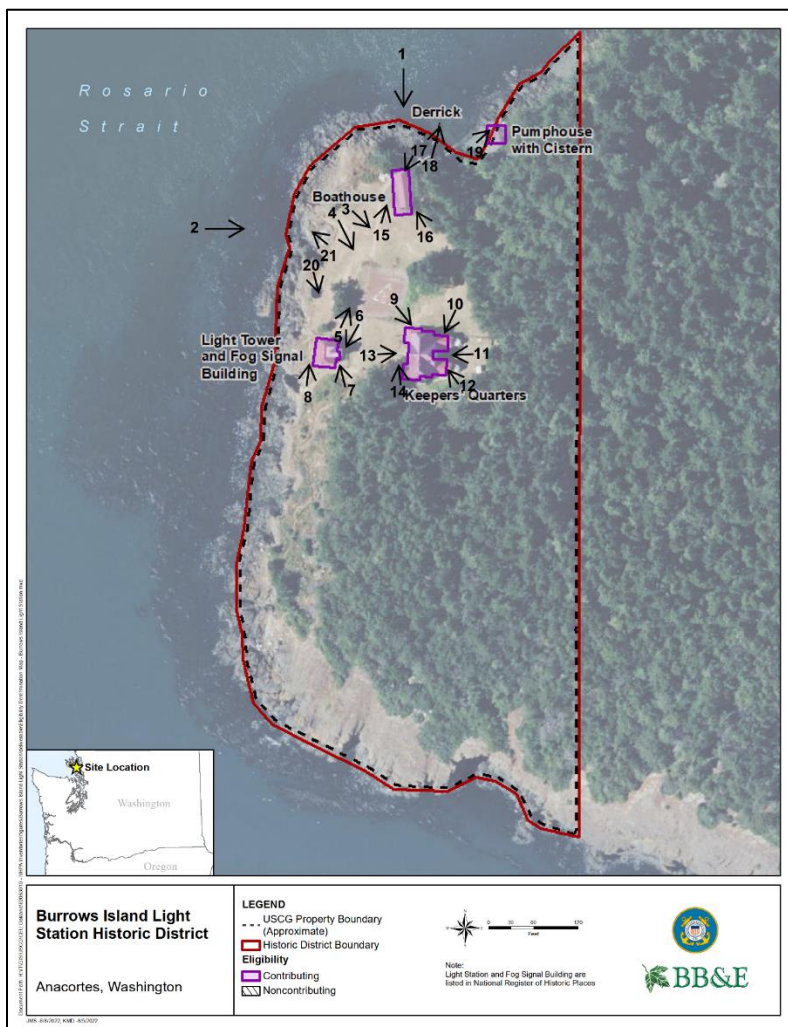 1
Rosario
Strait
Derrick
Pumphouse
with Cistern
19
17
18
Boathouse
3
4
15
16
2
21
20
9
10
6
5
Light Tower
and Fog Signal
Building
13
11
8
7
14
12
Keepers' Quarters
Site Location
Washington
Oregon
Burrows Island Light
Station Historic District
Anacortes, Washington
LEGEND
USCG Property Boundary
(Approximate)
Historic District Boundary
Eligibility
Contributing
Noncontributing
0 30 60 120
Feet
Note:
Light Station and Fog Signal Building are
listed in National Register of Historic Places
BB&E